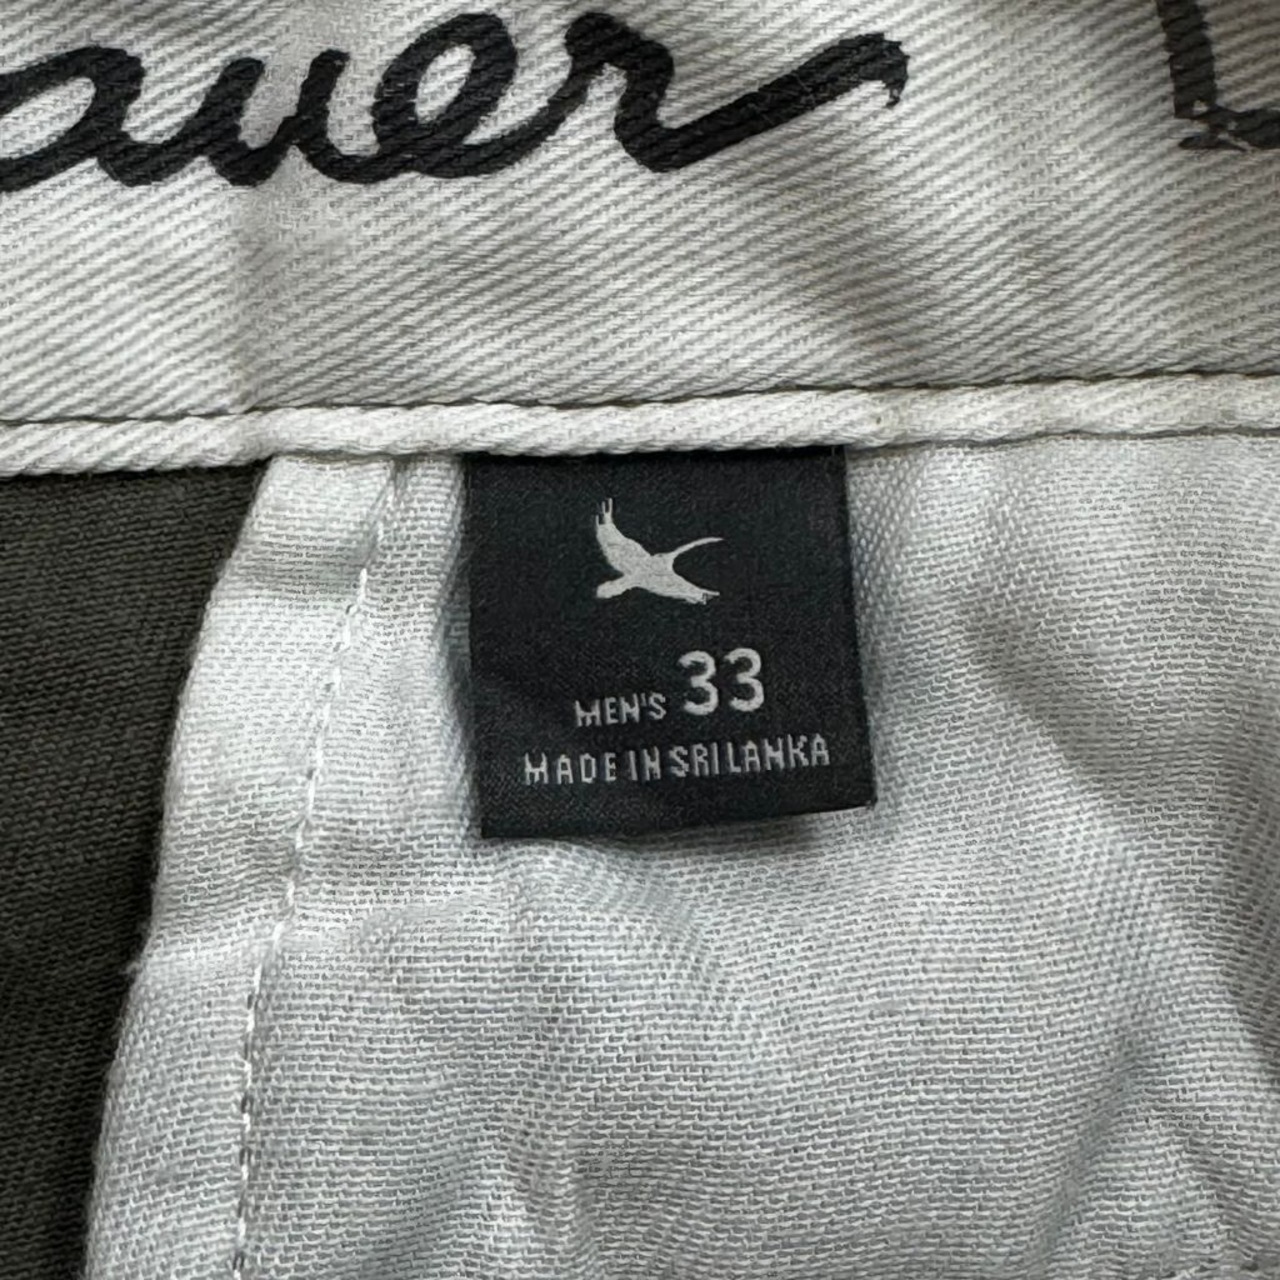 auer
MEN'S 33
MADE IN SRI LANKA